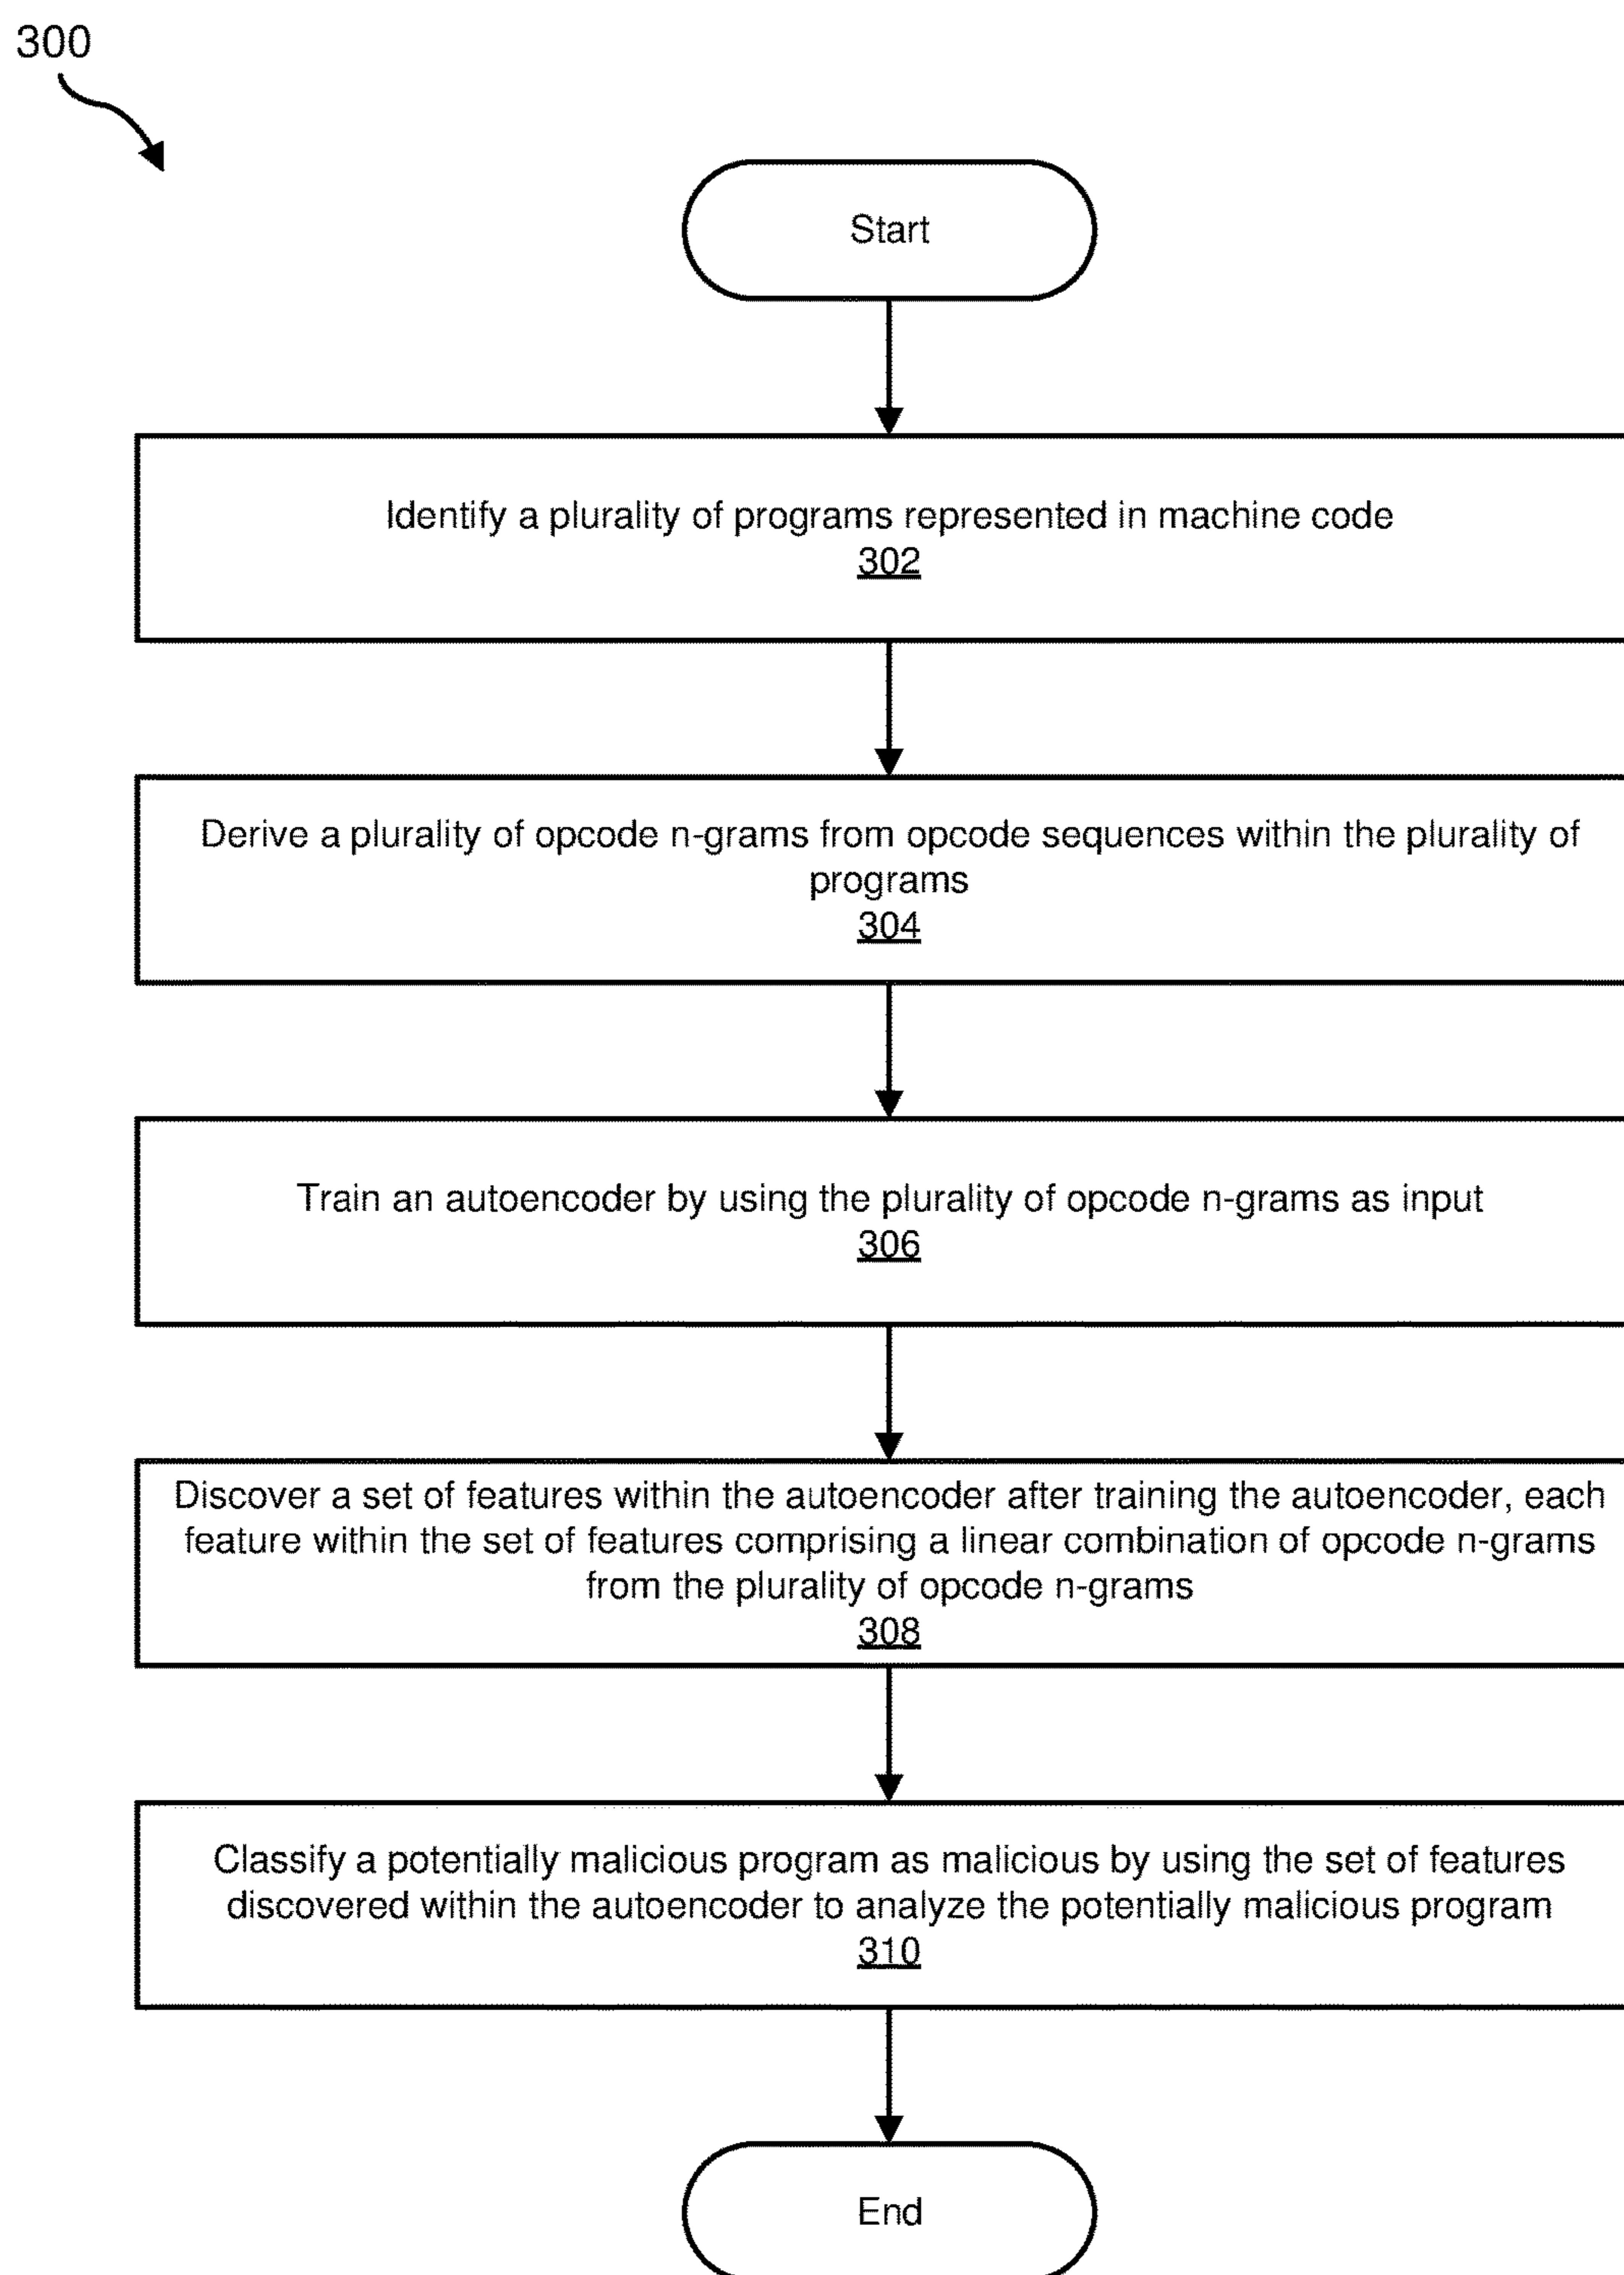 300
Start
Identify a plurality of programs represented in machine code
302
Derive a plurality of opcode n-grams from opcode sequences within the plurality of
programs
304
Train an autoencoder by using the plurality of opcode n-grams as input
306
Discover a set of features within the autoencoder after training the autoencoder, each
feature within the set of features comprising a linear combination of opcode n-grams
from the plurality of opcode n-grams
308
Classify a potentially malicious program as malicious by using the set of features
discovered within the autoencoder to analyze the potentially malicious program
310
End